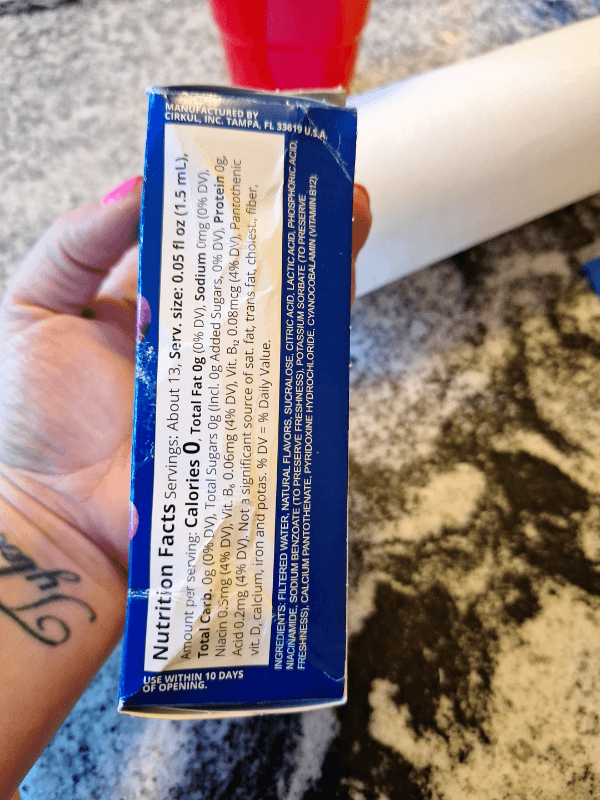 MANUFACTURED BY
CIRKUL, INC. TAMPA, FL 33619 U.S.A.
Nutrition Facts Servings: About 13, Serv. size: 0.05 fl oz (1.5 mL),
Amount per serving: Calories 0, Total Fat 0g (0% DV), Sodium 0mg (0% DV),
Total Carb. 0g (0% DV), Total Sugars 0g (Incl. 0g Added Sugars, 0% DV), Protein 0g,
Niacin 0.5mg (4% DV), Vit. B₆ 0.06mg (4% DV), Vit. B₁₂ 0.08mcg (4% DV), Pantothenic
Acid 0.2mg (4% DV). Not a significant source of sat. fat, trans fat, cholest., fiber,
vit. D, calcium, iron and potas. % DV = % Daily Value.
INGREDIENTS: FILTERED WATER, NATURAL FLAVORS, SUCRALOSE, CITRIC ACID, LACTIC ACID, PHOSPHORIC ACID,
NIACINAMIDE, SODIUM BENZOATE (TO PRESERVE FRESHNESS), POTASSIUM SORBATE (TO PRESERVE
FRESHNESS), CALCIUM PANTOTHENATE, PYRIDOXINE HYDROCHLORIDE, CYANOCOBALAMIN (VITAMIN B12).
USE WITHIN 10 DAYS
OF OPENING.